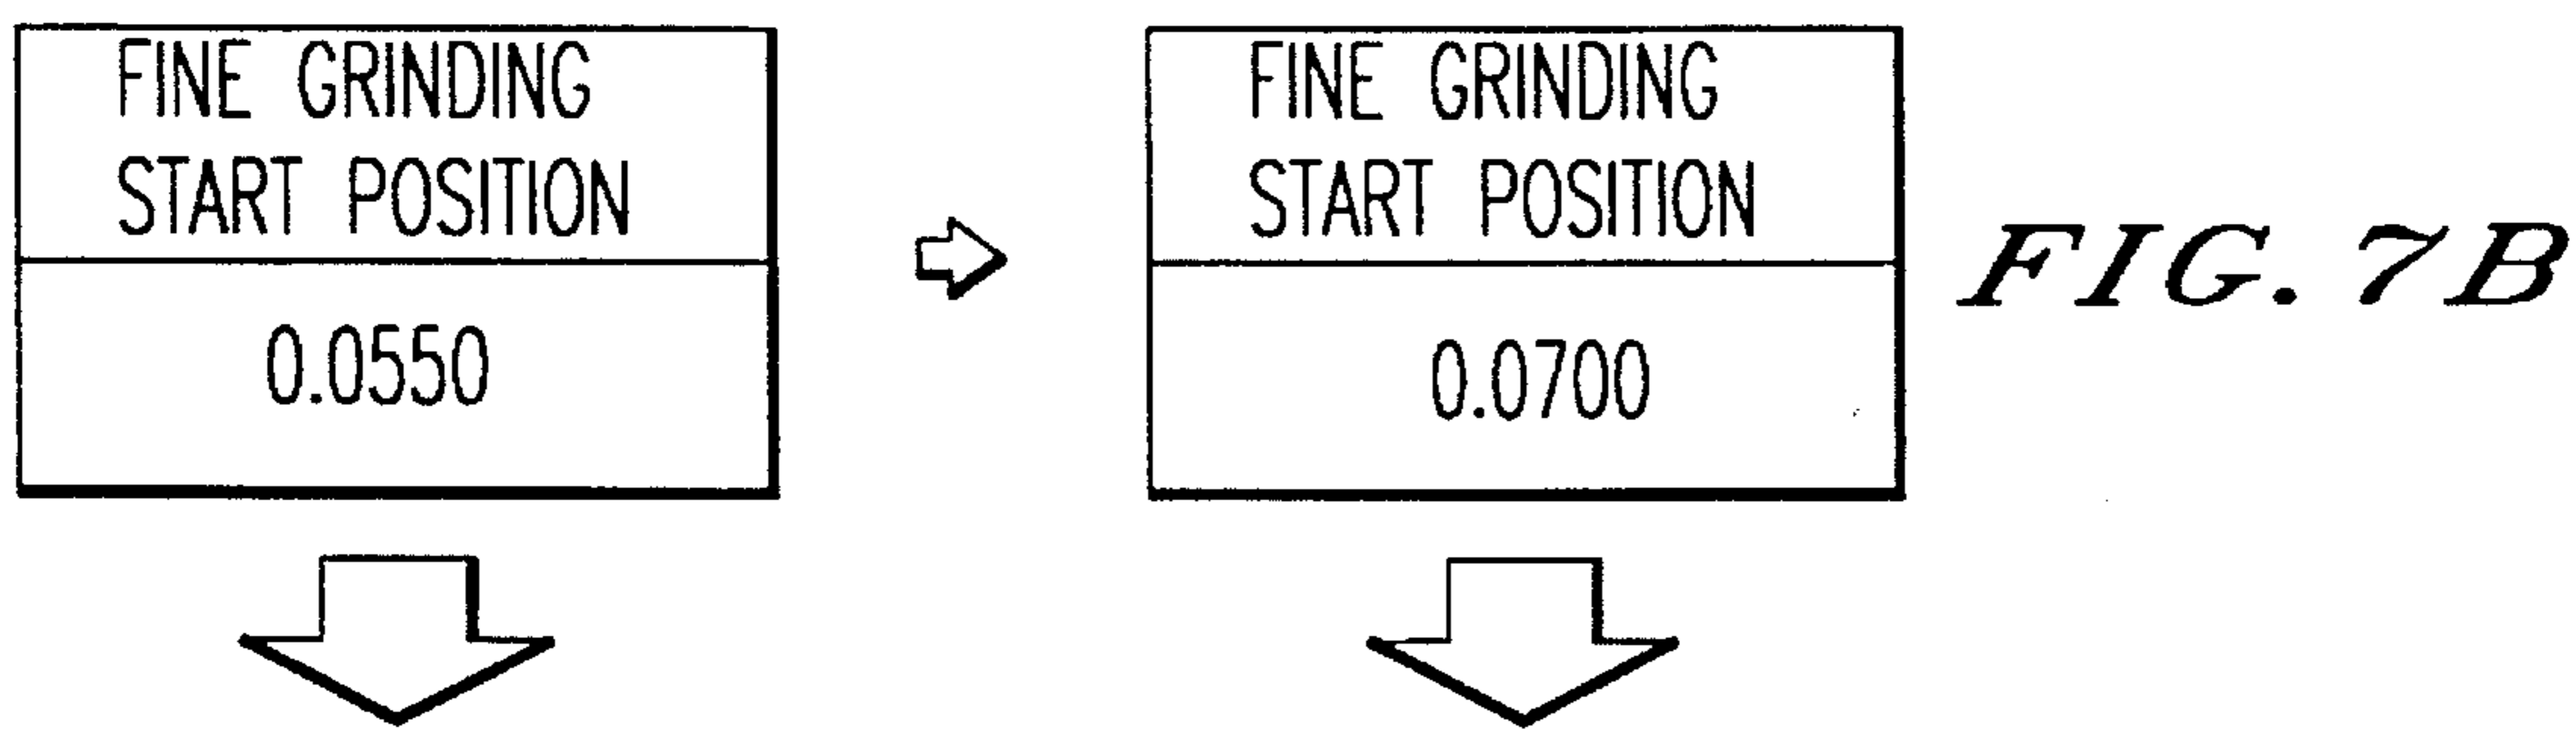 FINE GRINDING
START POSITION
0.0550
FINE GRINDING
START POSITION
0.0700
FIG. 7B